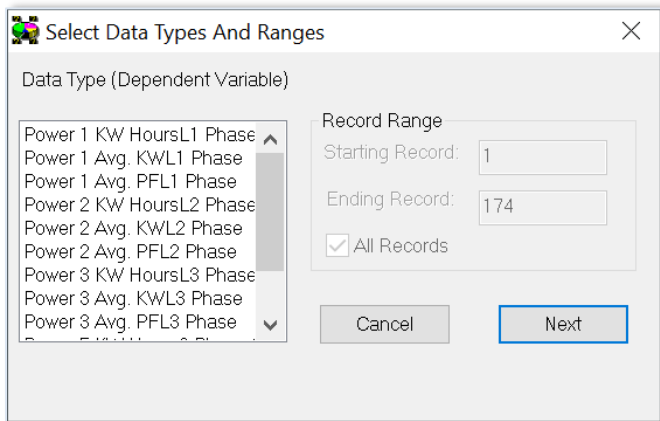 Select Data Types And Ranges
Data Type (Dependent Variable)
Power 1 KW HoursL1 Phase
Power 1 Avg. KWL1 Phase
Power 1 Avg. PFL1 Phase
Power 2 KW HoursL2 Phase
Power 2 Avg. KWL2 Phase
Power 2 Avg. PFL2 Phase
Power 3 KW HoursL3 Phase
Power 3 Avg. KWL3 Phase
Power 3 Avg. PFL3 Phase
Record Range
Starting Record: 1
Ending Record: 174
All Records
Cancel
Next